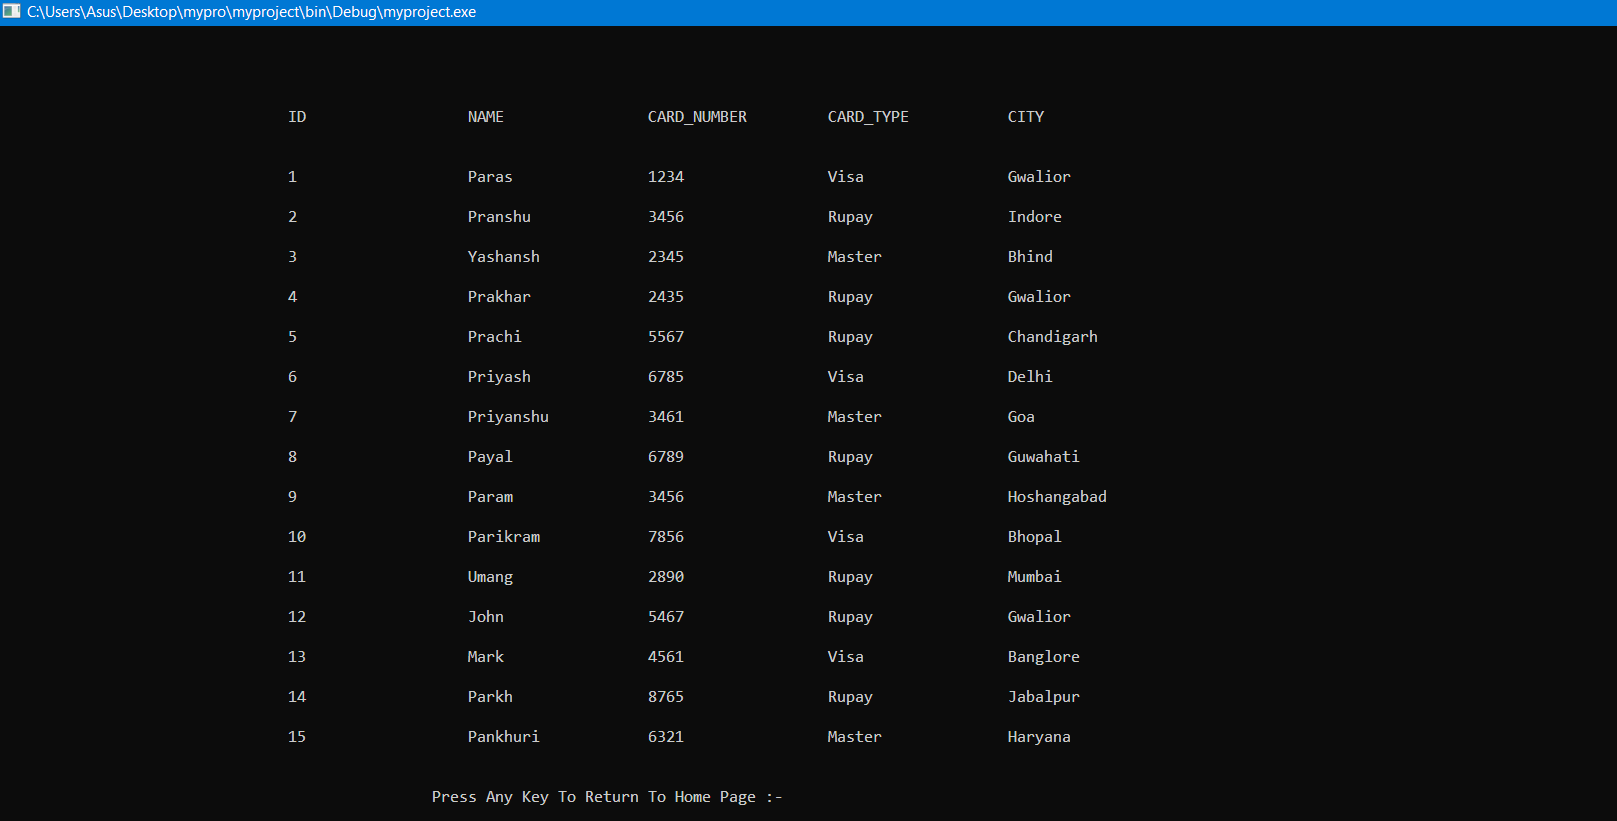 C:\Users\Asus\Desktop\mypro\myproject\bin\Debug\myproject.exe
ID NAME CARD_NUMBER CARD_TYPE CITY
1 Paras 1234 Visa Gwalior
2 Pranshu 3456 Rupay Indore
3 Yashansh 2345 Master Bhind
4 Prakhar 2435 Rupay Gwalior
5 Prachi 5567 Rupay Chandigarh
6 Priyash 6785 Visa Delhi
7 Priyanshu 3461 Master Goa
8 Payal 6789 Rupay Guwahati
9 Param 3456 Master Hoshangabad
10 Parikram 7856 Visa Bhopal
11 Umang 2890 Rupay Mumbai
12 John 5467 Rupay Gwalior
13 Mark 4561 Visa Banglore
14 Parkh 8765 Rupay Jabalpur
15 Pankhuri 6321 Master Haryana
Press Any Key To Return To Home Page :-